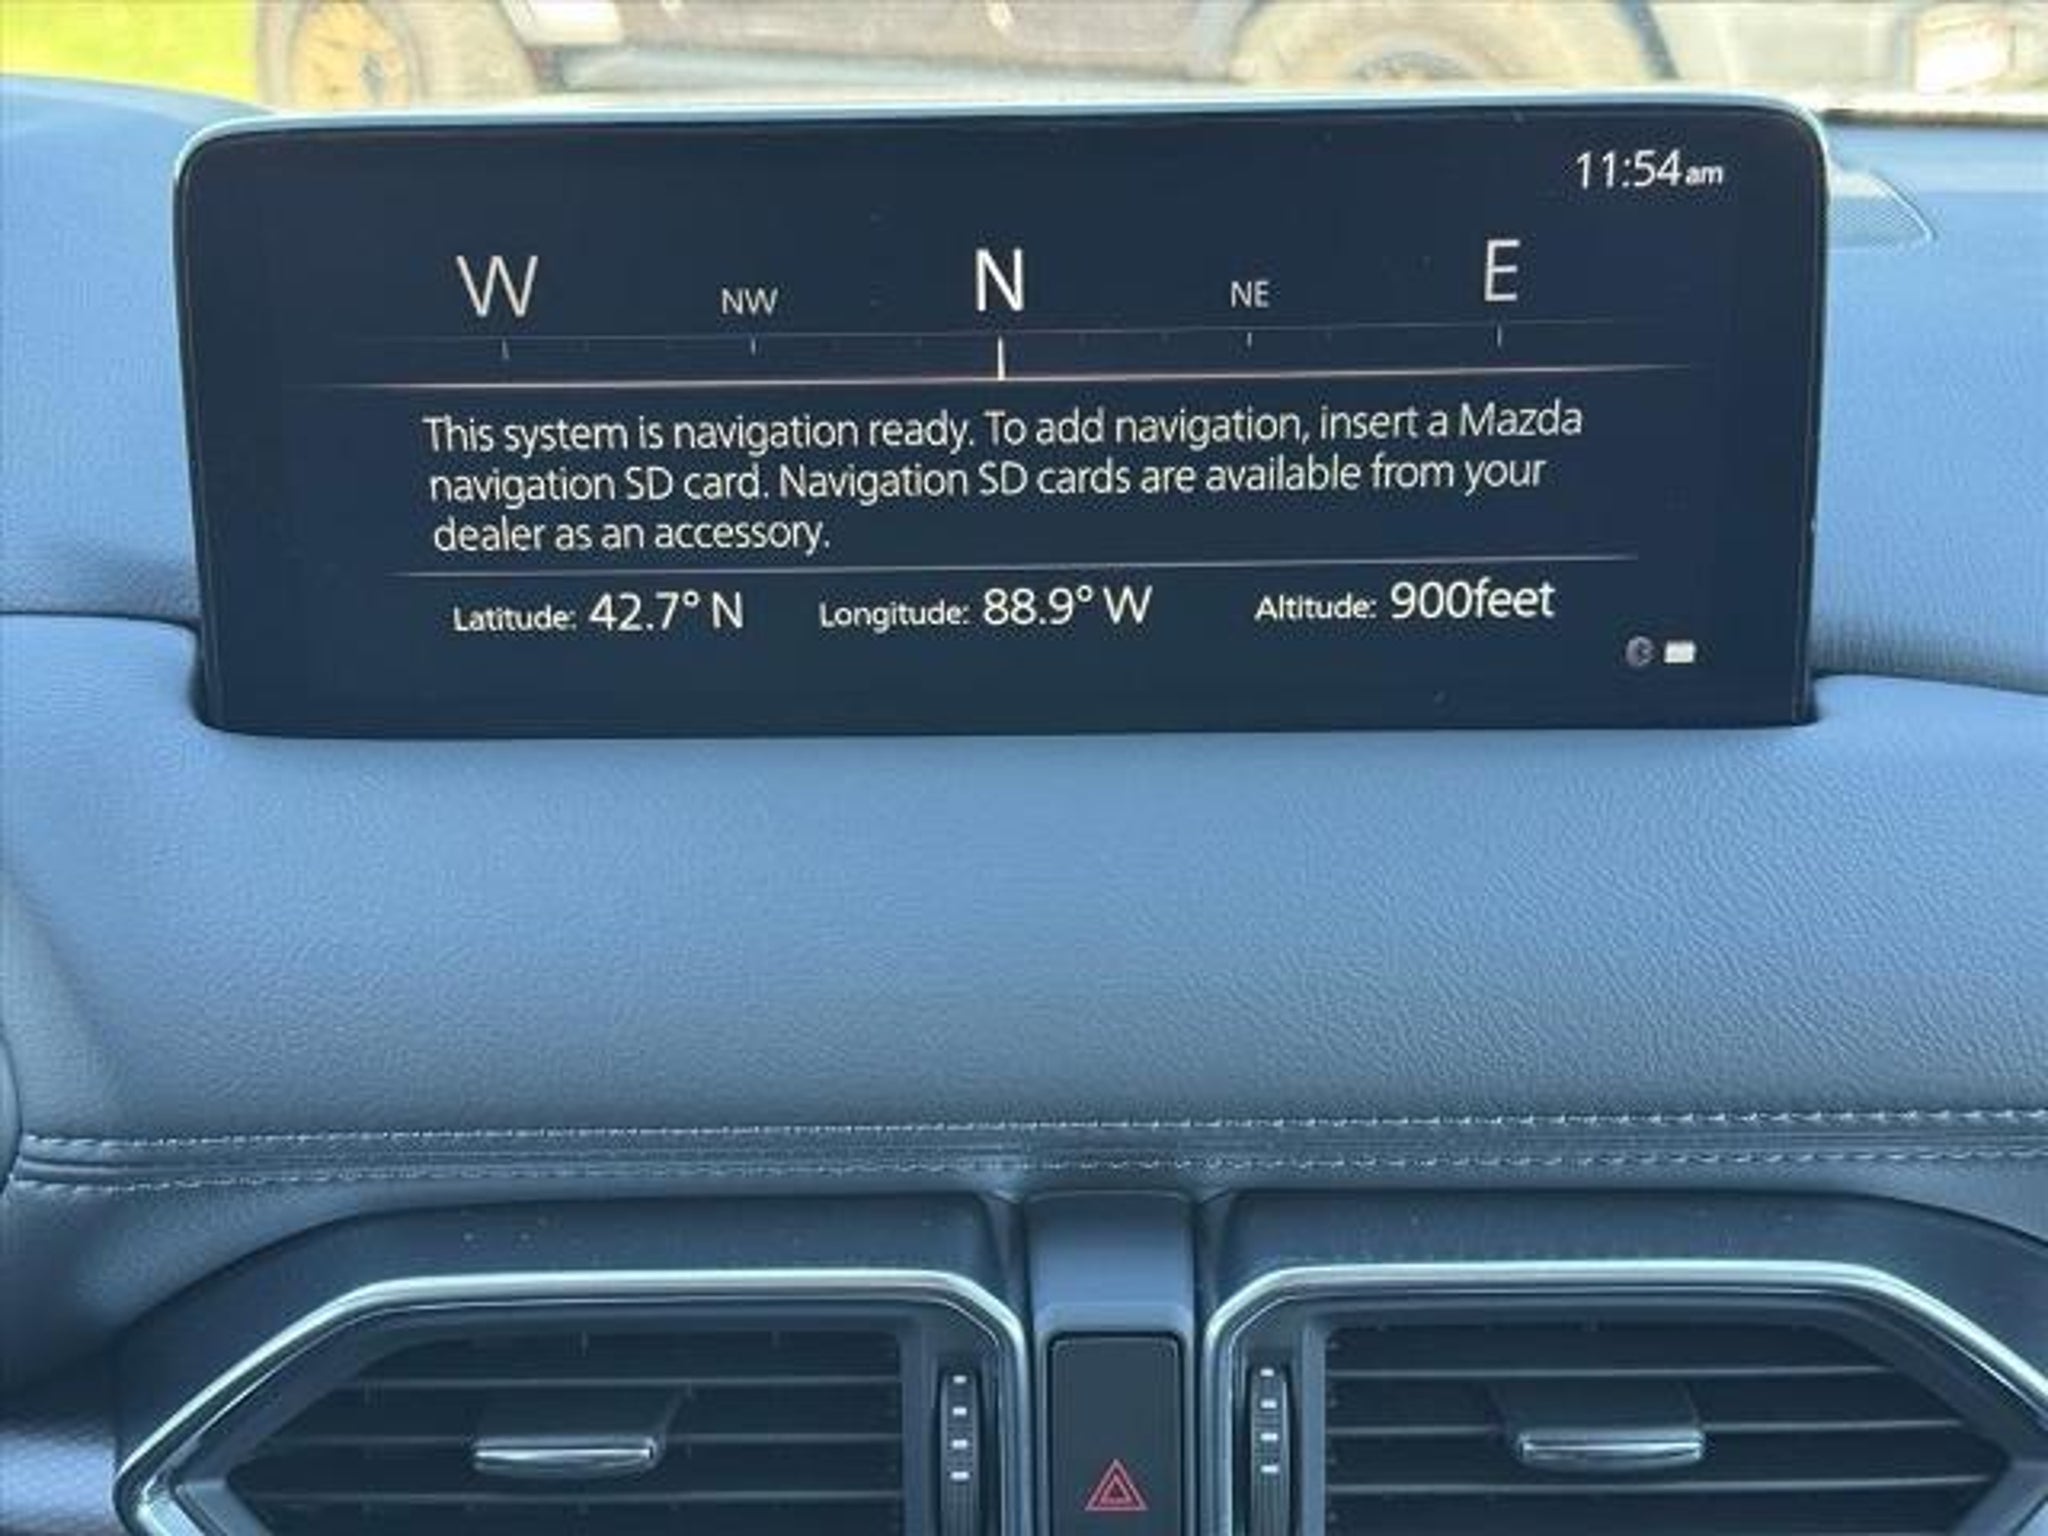 11:54am
W NW N NE E
This system is navigation ready. To add navigation, insert a Mazda
navigation SD card. Navigation SD cards are available from your
dealer as an accessory.
Latitude: 42.7° N Longitude: 88.9° W Altitude: 900feet